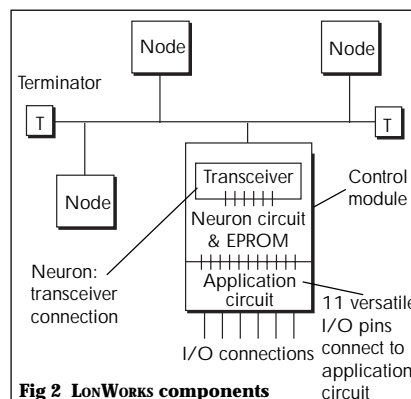 Node
Node
Terminator
T
T
Node
Transceiver
Neuron circuit
& EPROM
Control
module
Neuron:
transceiver
connection
Application
circuit
11 versatile
I/O pins
connect to
application
circuit
I/O connections
Fig 2 LONWORKS components